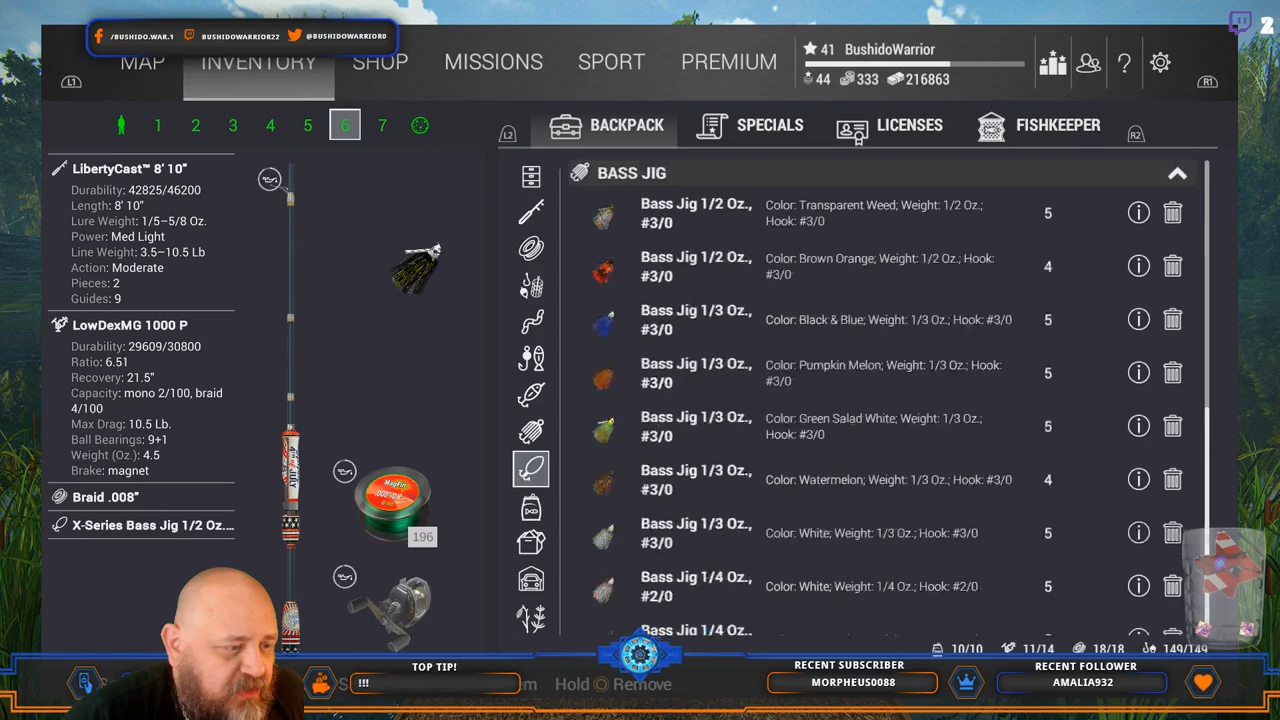 /BUSHIDO.WAR.1 BUSHIDOWARRIOR22 @BUSHIDOWARRIOR0
2
MAP INVENTORY SHOP MISSIONS SPORT PREMIUM
41 BushidoWarrior
44 333 216863
L1
R1
1 2 3 4 5 6 7
L2 BACKPACK SPECIALS LICENSES FISHKEEPER R2
LibertyCast™ 8' 10"
Durability: 42825/46200
Length: 8' 10"
Lure Weight: 1/5–5/8 Oz.
Power: Med Light
Line Weight: 3.5–10.5 Lb
Action: Moderate
Pieces: 2
Guides: 9
LowDexMG 1000 P
Durability: 29609/30800
Ratio: 6.51
Recovery: 21.5"
Capacity: mono 2/100, braid
4/100
Max Drag: 10.5 Lb.
Ball Bearings: 9+1
Weight (Oz.): 4.5
Brake: magnet
Braid .008"
X-Series Bass Jig 1/2 Oz....
MagFin
196
BASS JIG
Bass Jig 1/2 Oz., #3/0 Color: Transparent Weed; Weight: 1/2 Oz.; Hook: #3/0 5
Bass Jig 1/2 Oz., #3/0 Color: Brown Orange; Weight: 1/2 Oz.; Hook: #3/0 4
Bass Jig 1/3 Oz., #3/0 Color: Black & Blue; Weight: 1/3 Oz.; Hook: #3/0 5
Bass Jig 1/3 Oz., #3/0 Color: Pumpkin Melon; Weight: 1/3 Oz.; Hook: #3/0 5
Bass Jig 1/3 Oz., #3/0 Color: Green Salad White; Weight: 1/3 Oz.; Hook: #3/0 5
Bass Jig 1/3 Oz., #3/0 Color: Watermelon; Weight: 1/3 Oz.; Hook: #3/0 4
Bass Jig 1/3 Oz., #3/0 Color: White; Weight: 1/3 Oz.; Hook: #3/0 5
Bass Jig 1/4 Oz., #2/0 Color: White; Weight: 1/4 Oz.; Hook: #2/0 5
Bass Jig 1/4 Oz.,
10/10 11/14 18/18 149/149
Hold Remove
TOP TIP!
!!!
RECENT SUBSCRIBER
MORPHEUS0088
RECENT FOLLOWER
AMALIA932